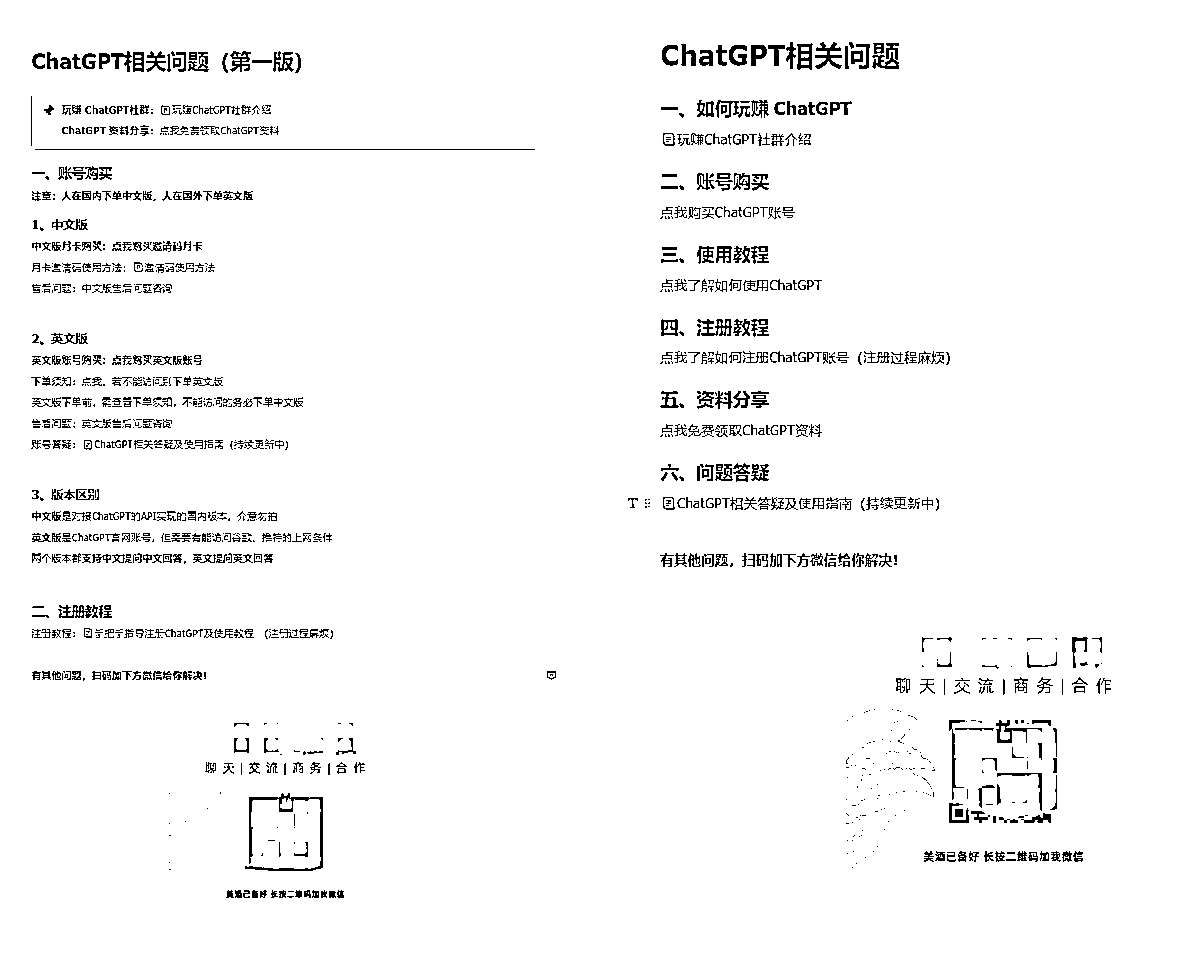 ChatGPT相关问题（第一版）
玩赚 ChatGPT社群：玩赚ChatGPT社群介绍
ChatGPT 资料分享：点我免费领取ChatGPT资料
一、账号购买
注意：人在国内下单中文版，人在国外下单英文版
1、中文版
中文版月卡购买：点我购买邀请码月卡
月卡邀请码使用方法：邀请码使用方法
售后问题：中文版售后问题咨询
2、英文版
英文版账号购买：点我购买英文版账号
下单须知：点我，若不能访问别下单英文版
英文版下单前，需查看下单须知，不能访问的务必下单中文版
售后问题：英文版售后问题咨询
账号答疑：ChatGPT相关答疑及使用指南（持续更新中）
3、版本区别
中文版是对接ChatGPT的API实现的国内版本，介意勿拍
英文版是ChatGPT官网账号，但需要有能访问谷歌、推特的上网条件
两个版本都支持中文提问中文回答，英文提问英文回答
二、注册教程
注册教程：手把手指导注册ChatGPT及使用教程 （注册过程麻烦）
有其他问题，扫码加下方微信给你解决！
聊天|交流|商务|合作
美酒已备好 长按二维码加我微信
ChatGPT相关问题
一、如何玩赚 ChatGPT
玩赚ChatGPT社群介绍
二、账号购买
点我购买ChatGPT账号
三、使用教程
点我了解如何使用ChatGPT
四、注册教程
点我了解如何注册ChatGPT账号（注册过程麻烦）
五、资料分享
点我免费领取ChatGPT资料
六、问题答疑
ChatGPT相关答疑及使用指南（持续更新中）
有其他问题，扫码加下方微信给你解决！
聊天|交流|商务|合作
美酒已备好 长按二维码加我微信